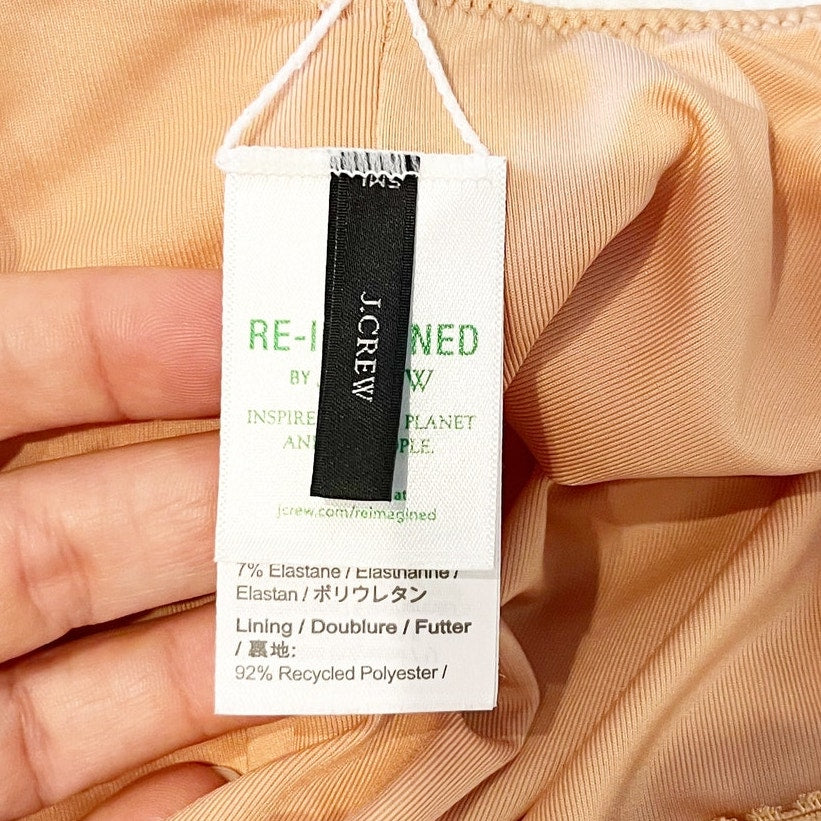 J.CREW
RE-I NED
BY J W
INSPIRE PLANET
AN PLE.
at
jcrew.com/reimagined
7% Elastane / Elasthanne /
Elastan / ポリウレタン
Lining / Doublure / Futter
/ 裏地:
92% Recycled Polyester /